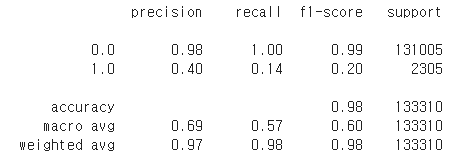 precision recall f1-score support
0.0 0.98 1.00 0.99 131005
1.0 0.40 0.14 0.20 2305
accuracy 0.98 133310
macro avg 0.69 0.57 0.60 133310
weighted avg 0.97 0.98 0.98 133310